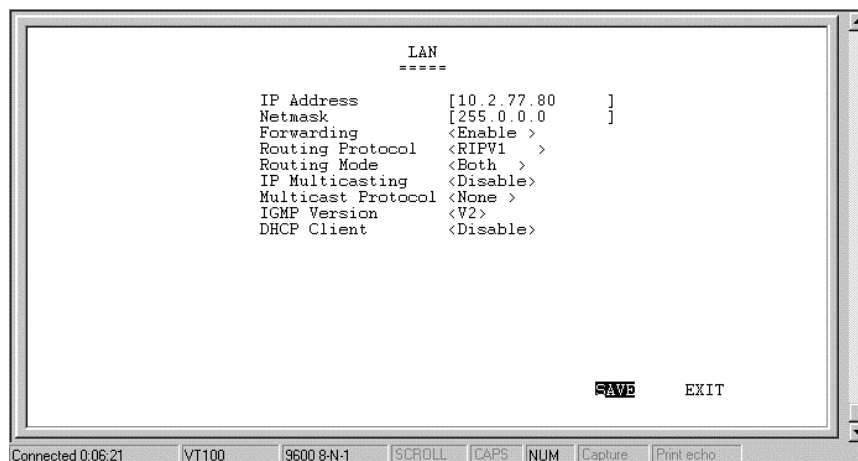 LAN
=====
IP Address [10.2.77.80 ]
Netmask [255.0.0.0 ]
Forwarding <Enable >
Routing Protocol <RIPV1 >
Routing Mode <Both >
IP Multicasting <Disable>
Multicast Protocol <None >
IGMP Version <V2>
DHCP Client <Disable>
SAVE EXIT
Connected 0:06:21 VT100 9600 8-N-1 SCROLL CAPS NUM Capture Print echo